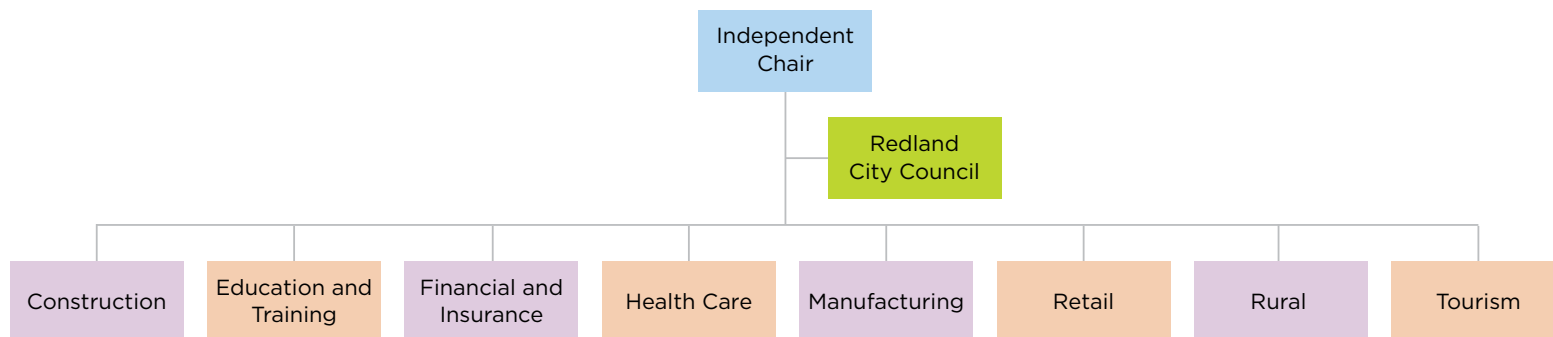 Independent
Chair
Redland
City Council
Construction
Education and
Training
Financial and
Insurance
Health Care
Manufacturing
Retail
Rural
Tourism